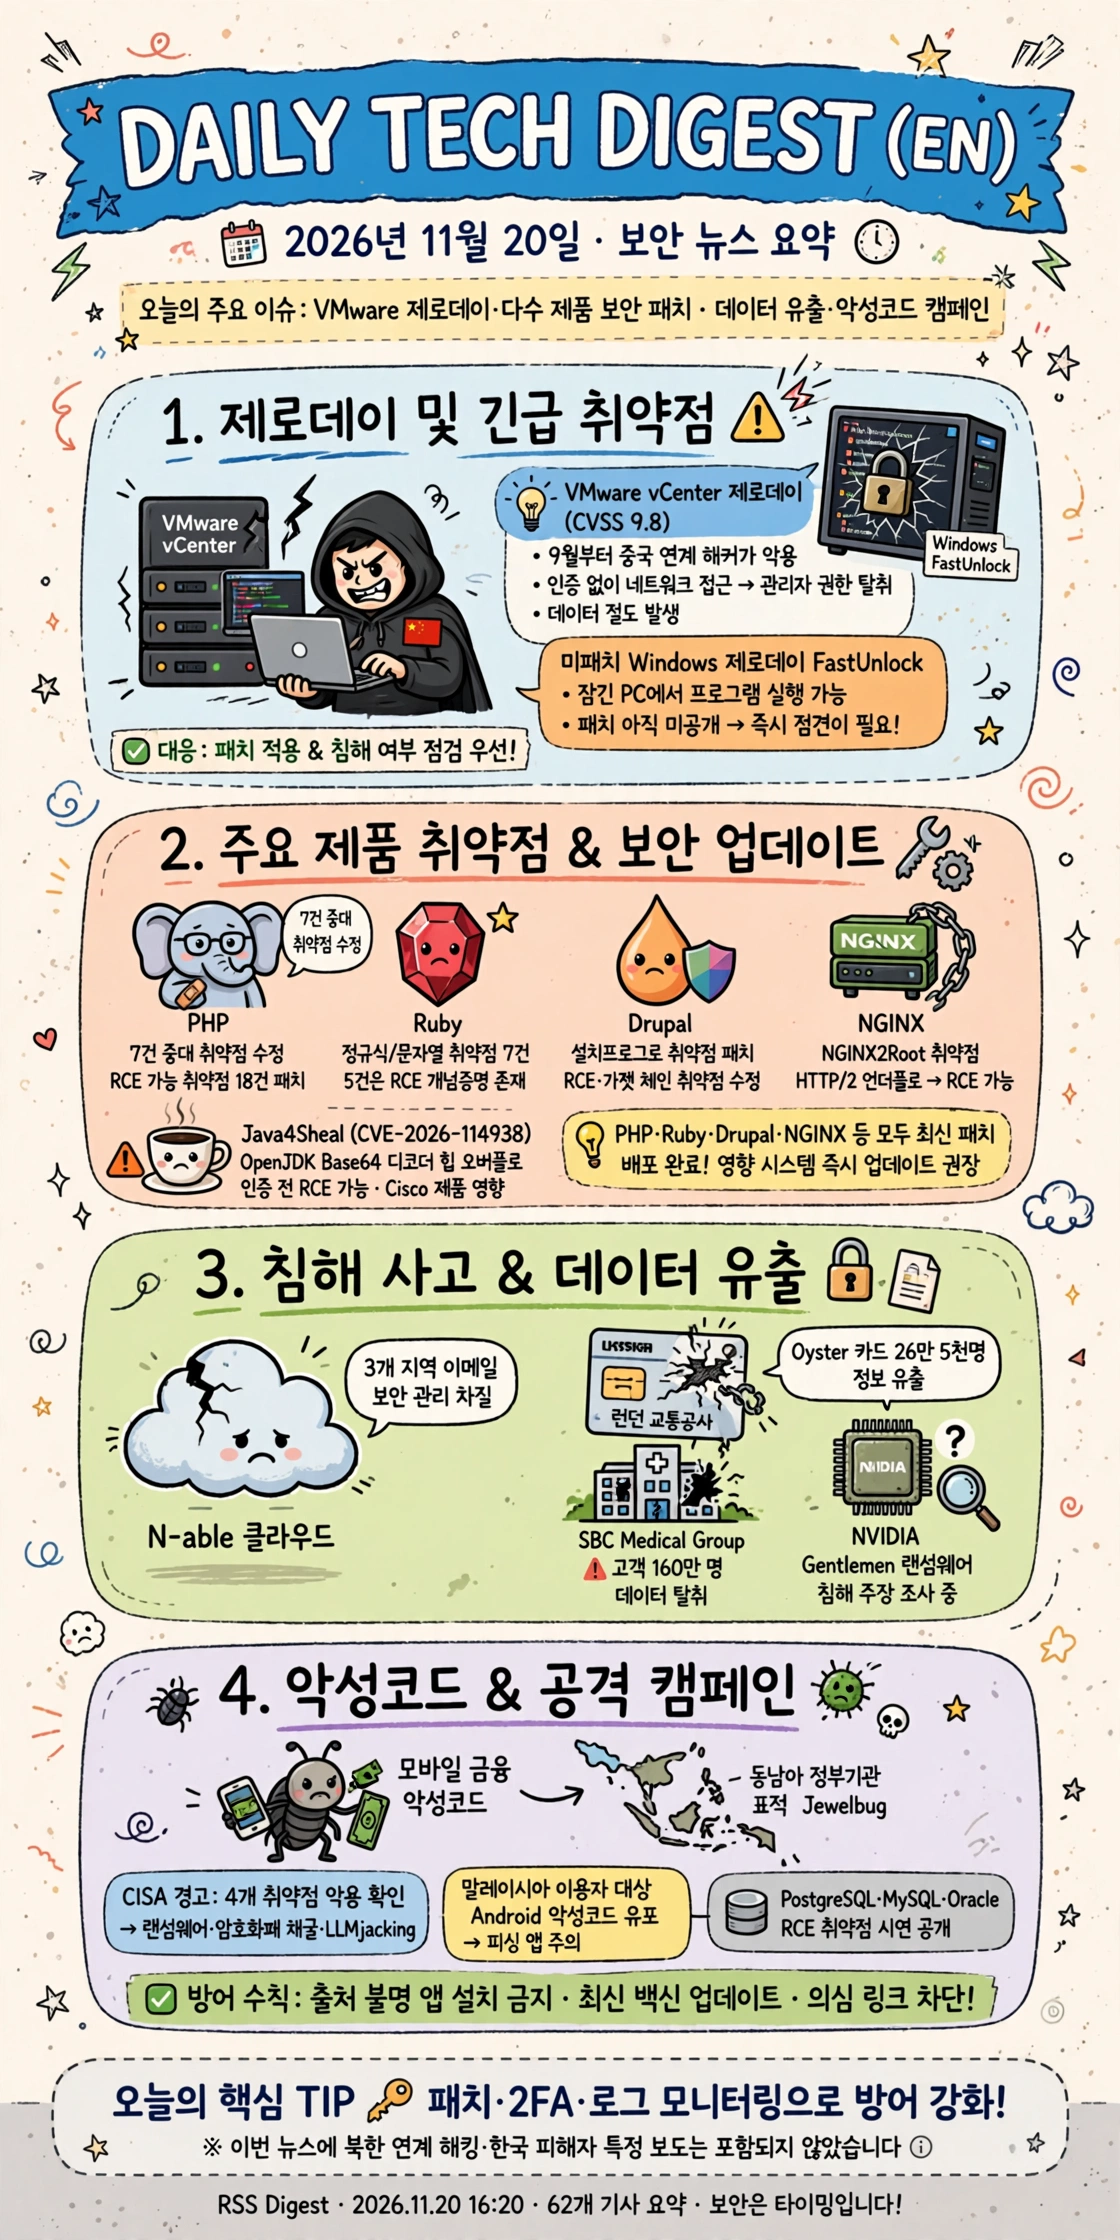 DAILY TECH DIGEST (EN)
2026년 11월 20일 · 보안 뉴스 요약
오늘의 주요 이슈: VMware 제로데이·다수 제품 보안 패치 · 데이터 유출·악성코드 캠페인
1. 제로데이 및 긴급 취약점
VMware
vCenter
VMware vCenter 제로데이
(CVSS 9.8)
• 9월부터 중국 연계 해커가 악용
• 인증 없이 네트워크 접근 → 관리자 권한 탈취
• 데이터 절도 발생
Windows
FastUnlock
미패치 Windows 제로데이 FastUnlock
• 잠긴 PC에서 프로그램 실행 가능
• 패치 아직 미공개 → 즉시 점견이 필요!
대응: 패치 적용 & 침해 여부 점검 우선!
2. 주요 제품 취약점 & 보안 업데이트
7건 중대
취약점 수정
PHP
7건 중대 취약점 수정
RCE 가능 취약점 18건 패치
Ruby
정규식/문자열 취약점 7건
5건은 RCE 개념증명 존재
Drupal
설치프로그로 취약점 패치
RCE·가젯 체인 취약점 수정
NGINX
NGINX
NGINX2Root 취약점
HTTP/2 언더플로 → RCE 가능
Java4Sheal (CVE-2026-114938)
OpenJDK Base64 디코더 힙 오버플로
인증 전 RCE 가능 · Cisco 제품 영향
PHP·Ruby·Drupal·NGINX 등 모두 최신 패치
배포 완료! 영향 시스템 즉시 업데이트 권장
3. 침해 사고 & 데이터 유출
3개 지역 이메일
보안 관리 차질
N-able 클라우드
런던 교통공사
Oyster 카드 26만 5천명
정보 유출
SBC Medical Group
고객 160만 명
데이터 탈취
?
NVIDIA
Gentlemen 랜섬웨어
침해 주장 조사 중
4. 악성코드 & 공격 캠페인
모바일 금융
악성코드
동남아 정부기관
표적 Jewelbug
CISA 경고: 4개 취약점 악용 확인
→ 랜섬웨어·암호화패 채굴·LLMjacking
말레이시아 이용자 대상
Android 악성코드 유포
→ 피싱 앱 주의
PostgreSQL·MySQL·Oracle
RCE 취약점 시연 공개
방어 수칙: 출처 불명 앱 설치 금지 · 최신 백신 업데이트 · 의심 링크 차단!
오늘의 핵심 TIP 패치·2FA·로그 모니터링으로 방어 강화!
※ 이번 뉴스에 북한 연계 해킹·한국 피해자 특정 보도는 포함되지 않았습니다 ⓘ
RSS Digest · 2026.11.20 16:20 · 62개 기사 요약 · 보안은 타이밍입니다!